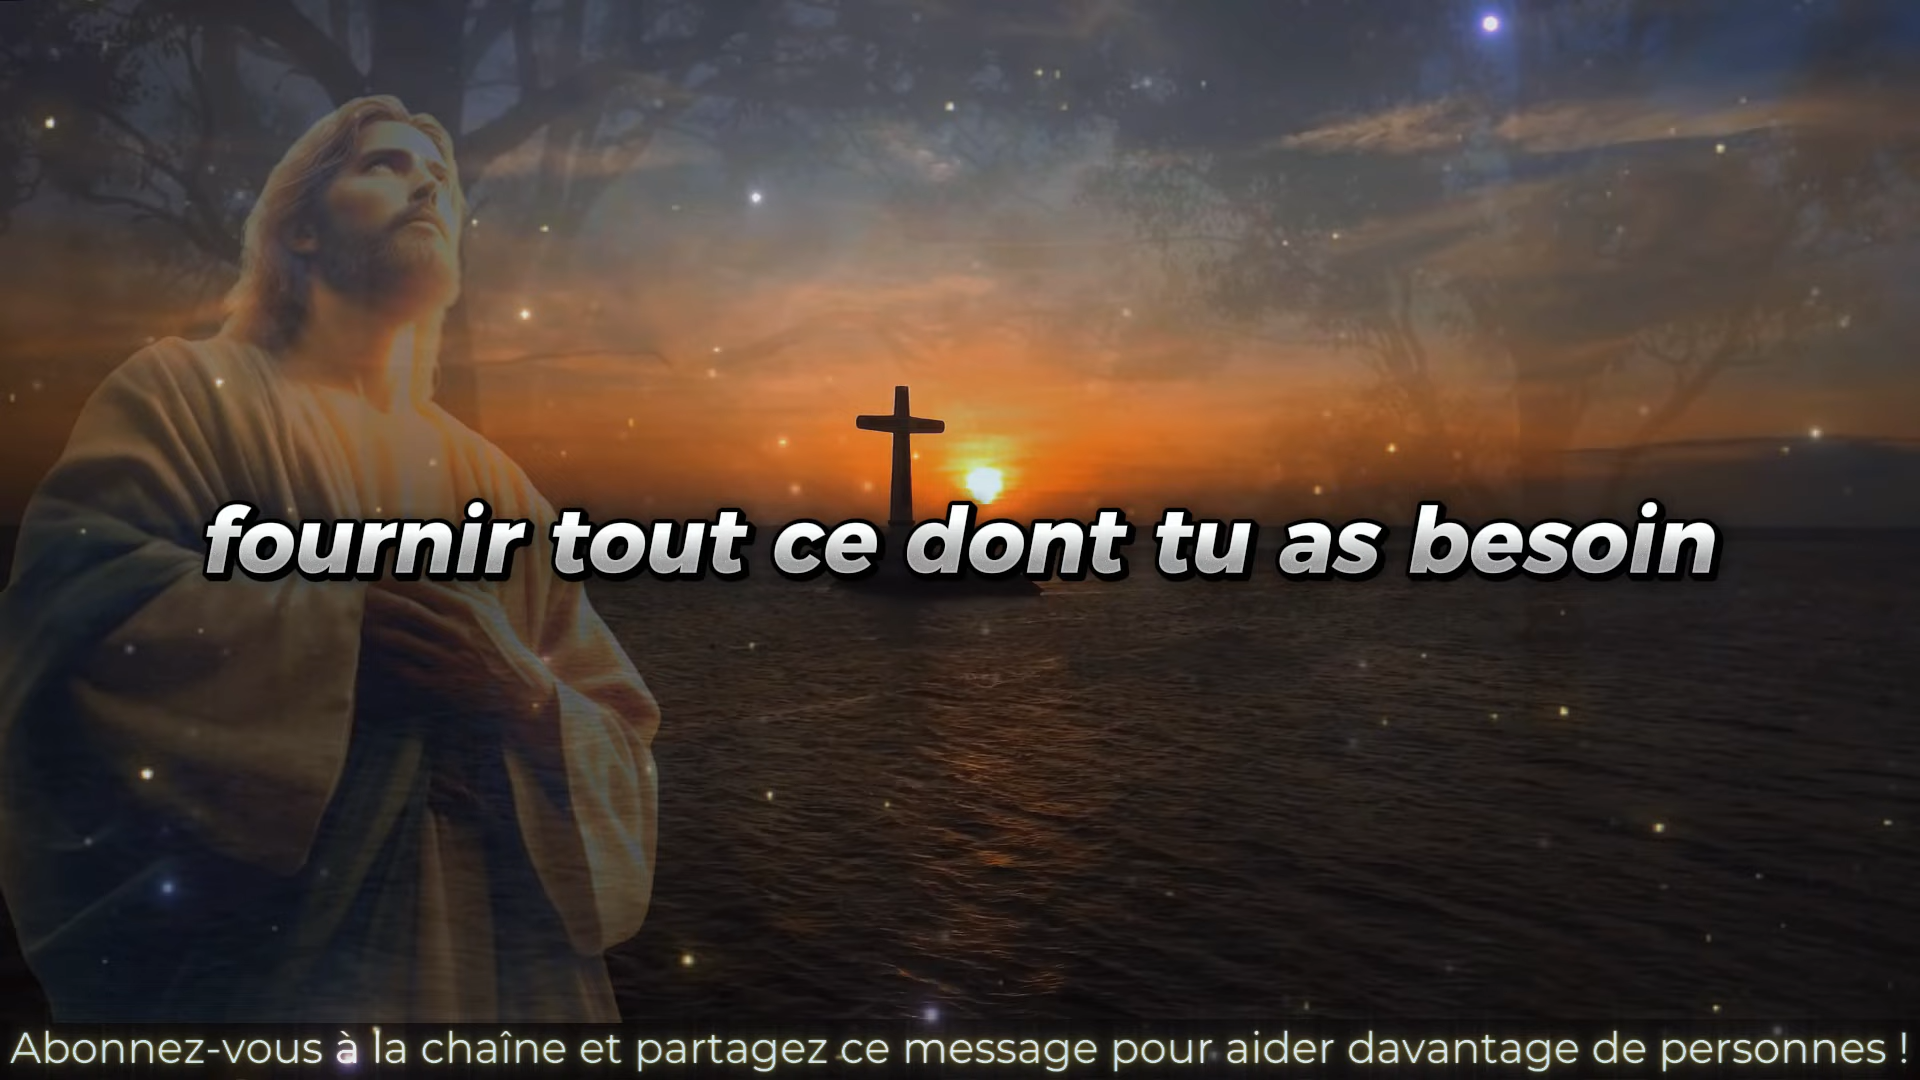 fournir tout ce dont tu as besoin
Abonnez-vous à la chaîne et partagez ce message pour aider davantage de personnes !